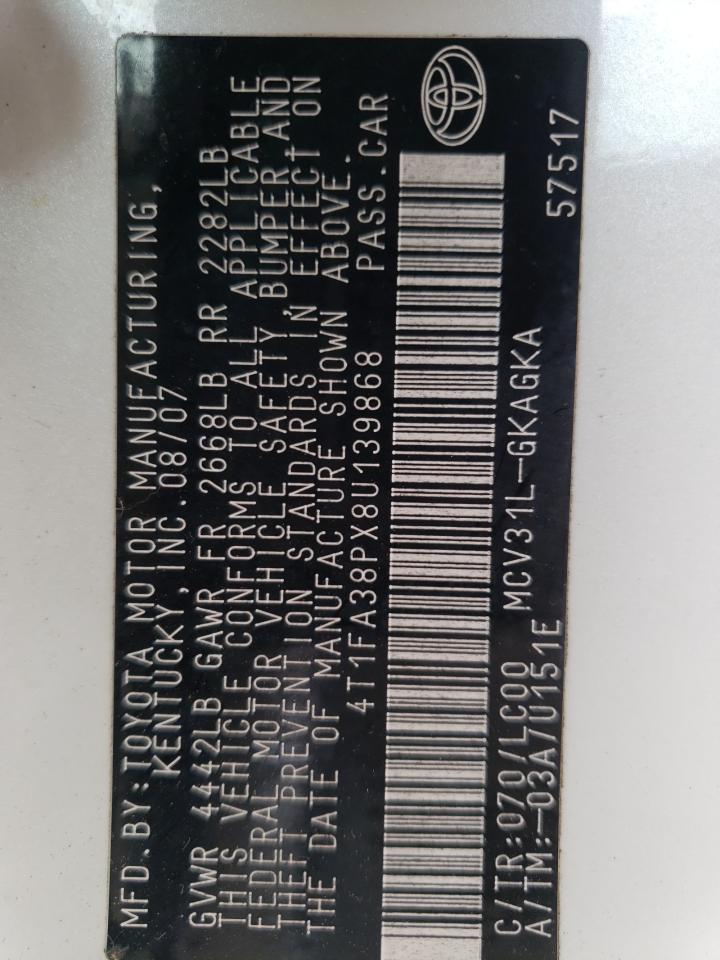 MFD.BY:TOYOTA MOTOR MANUFACTURING,
KENTUCKY, INC.08/07
GVWR 4442LB GAWR FR 2668LB RR 2282LB
THIS VEHICLE CONFORMS TO ALL APPLICABLE
FEDERAL MOTOR VEHICLE SAFETY, BUMPER, AND
THEFT PREVENTION STANDARDS IN EFFECT ON
THE DATE OF MANUFACTURE SHOWN ABOVE.
4T1FA38PX8U139868 PASS.CAR
C/TR:070/LC00 MCV31L-GKAGKA
A/TM:-03A/U151E 57517